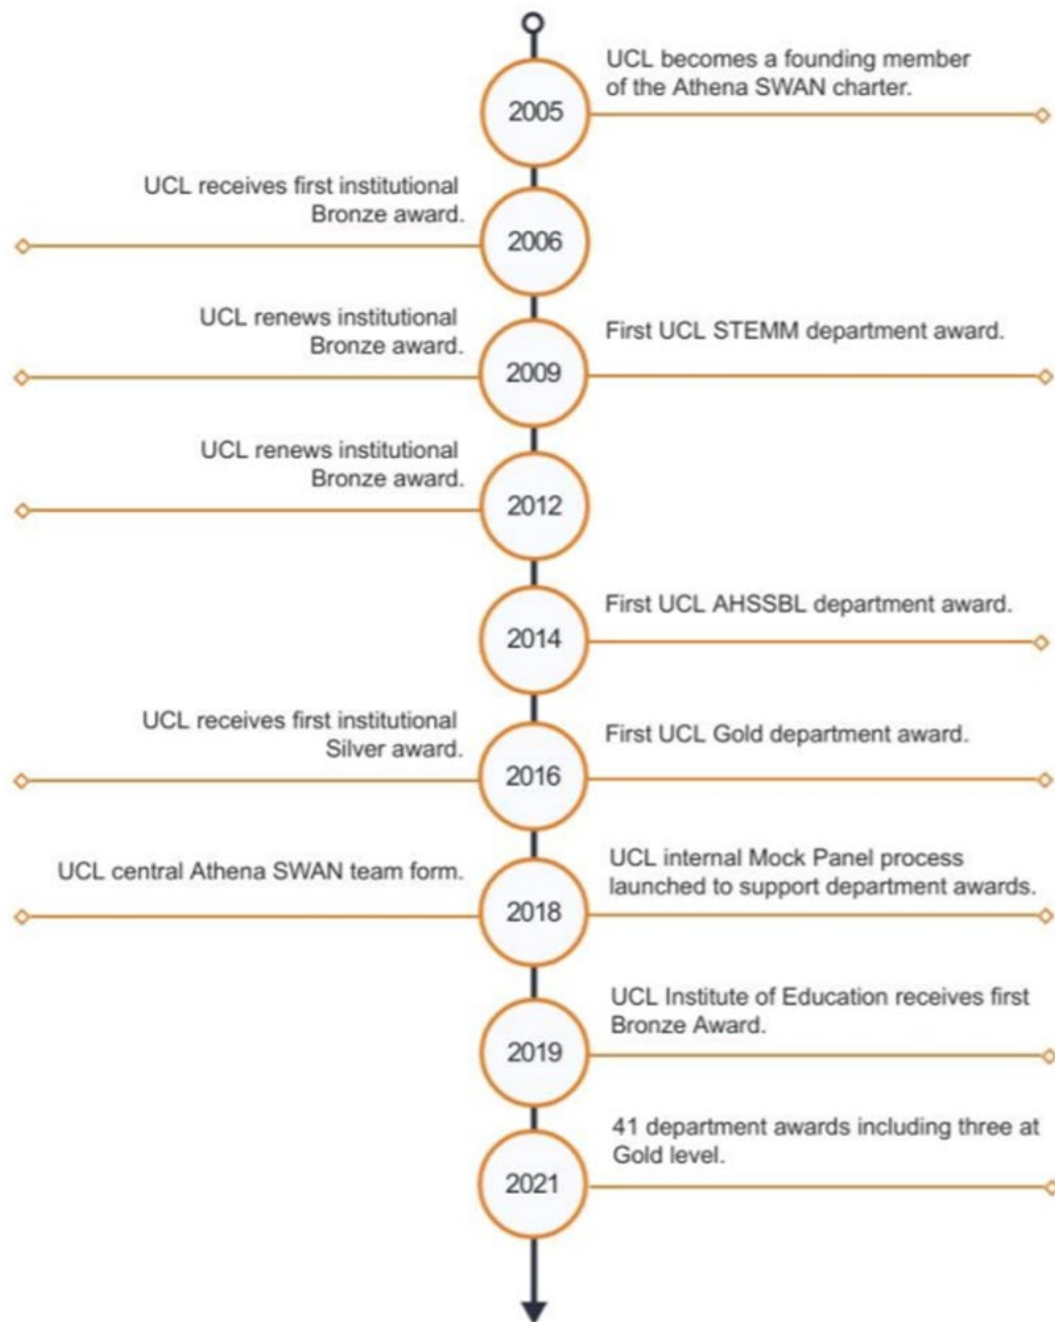 UCL becomes a founding member
of the Athena SWAN charter.
2005
UCL receives first institutional
Bronze award.
2006
UCL renews institutional
Bronze award.
2009
First UCL STEMM department award.
UCL renews institutional
Bronze award.
2012
2014
First UCL AHSSBL department award.
UCL receives first institutional
Silver award.
2016
First UCL Gold department award.
UCL central Athena SWAN team form.
2018
UCL internal Mock Panel process
launched to support department awards.
2019
UCL Institute of Education receives first
Bronze Award.
2021
41 department awards including three at
Gold level.